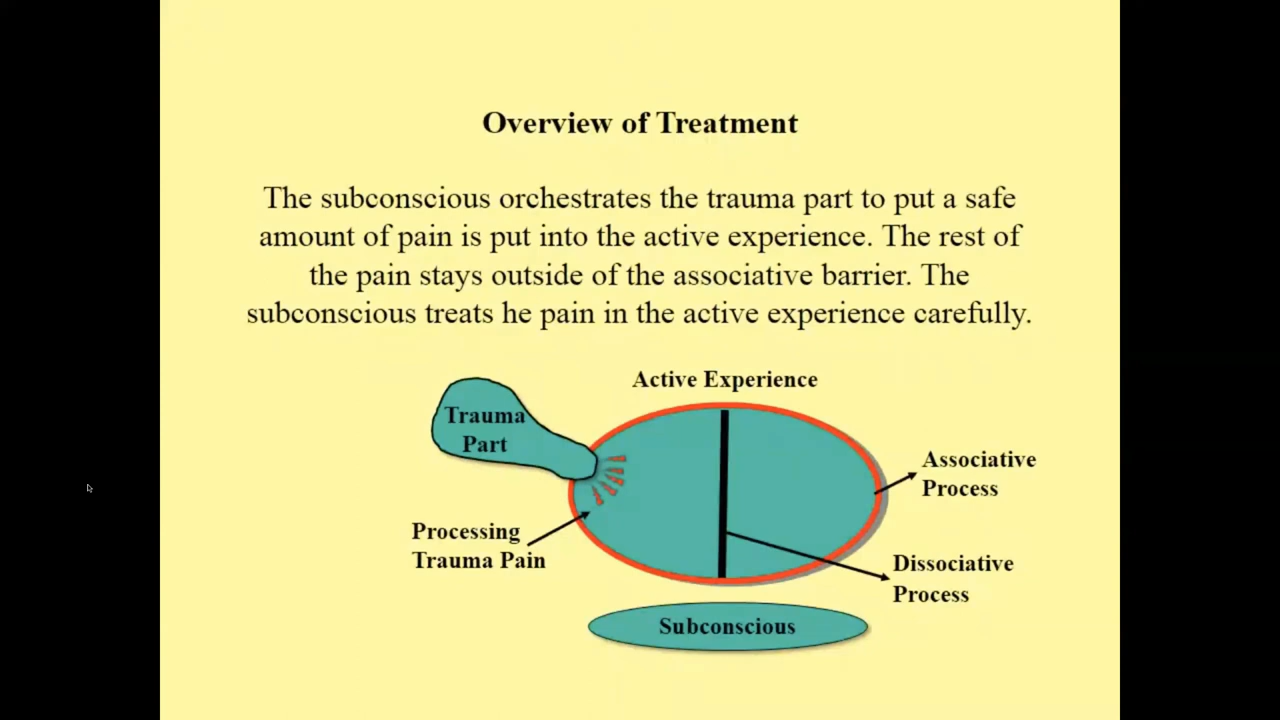 Overview of Treatment
The subconscious orchestrates the trauma part to put a safe
amount of pain is put into the active experience. The rest of
the pain stays outside of the associative barrier. The
subconscious treats he pain in the active experience carefully.
Active Experience
Trauma
Part
Associative
Process
Processing
Trauma Pain
Dissociative
Process
Subconscious